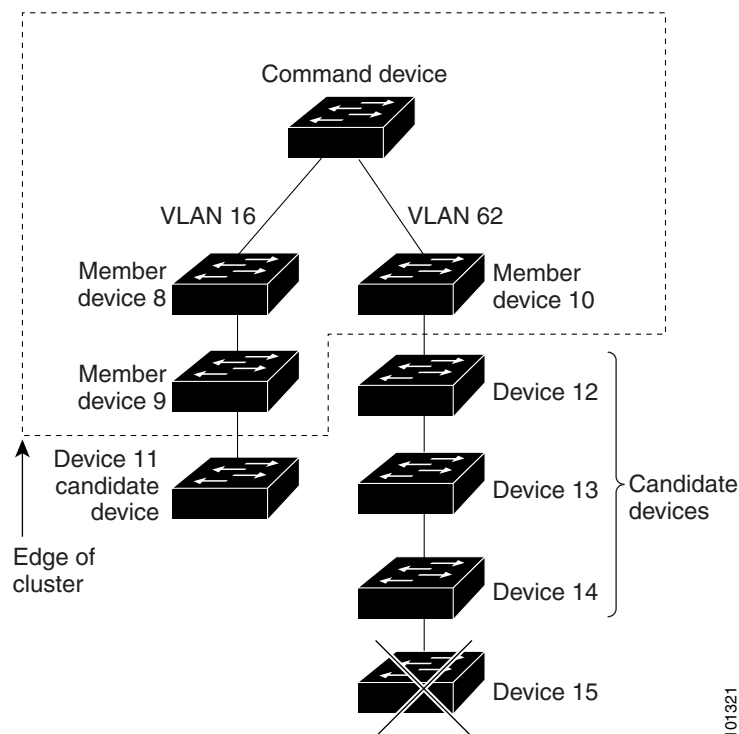 Command device
VLAN 16
VLAN 62
Member
device 8
Member
device 10
Member
device 9
Device 12
Device 11
candidate
device
Device 13
Candidate
devices
Edge of
cluster
Device 14
Device 15
101321